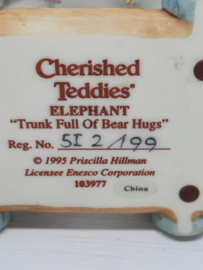 Cherished
Teddies®
ELEPHANT
"Trunk Full Of Bear Hugs"
Reg. No. 5I 2/199
© 1995 Priscilla Hillman
Licensee Enesco Corporation
103977
China